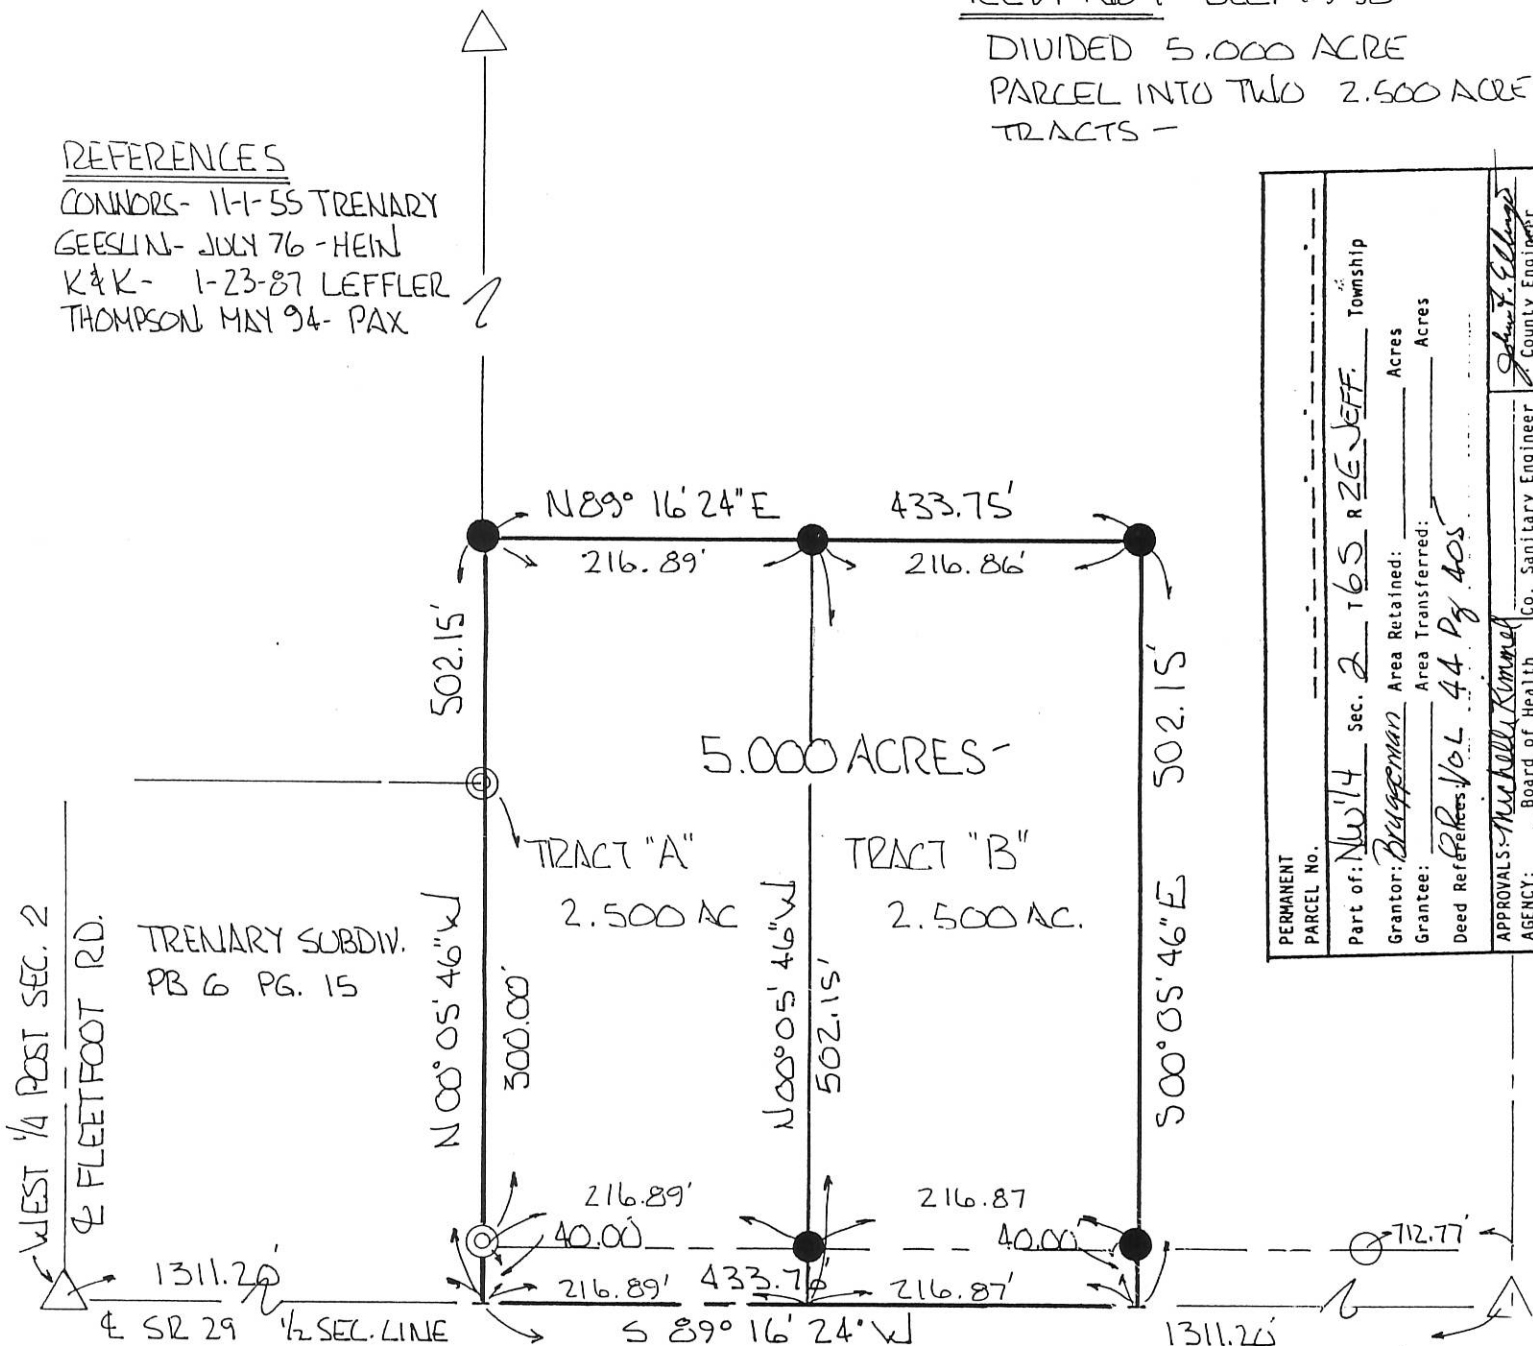 DIVIDED 5.000 ACRE
PARCEL INTO TWO 2.500 ACRE
TRACTS -
REFERENCES
CONNORS- 11-1-55 TRENARY
GEESLIN- JULY 76 - HEIN
K&K- 1-23-87 LEFFLER
THOMPSON MAY 94- PAX
PERMANENT
PARCEL No.
Part of: NW 1/4 Sec. 2 T 6S R 2E JEFF. Township
Grantor: Bruggeman Area Retained: Acres
Grantee: Area Transferred: Acres
Deed References: OR VOL 44 Pg 405
APPROVALS: Michelle Kimmel
AGENCY: Board of Health Co. Sanitary Engineer County Engineer
N 89° 16' 24" E 433.75'
216.89' 216.86'
502.15'
502.15'
5.000 ACRES-
TRACT "A"
2.500 AC
TRACT "B"
2.500 AC.
TRENARY SUBDIV.
PB 6 PG. 15
WEST 1/4 POST SEC. 2
℄ FLEETFOOT RD.
N 00° 05' 46" W
300.00'
N 00° 05' 46" W
502.15'
S 00° 05' 46" E
216.89' 216.87
40.00' 40.00' 712.77'
1311.20' 216.89' 433.76' 216.87'
℄ SR 29 1/2 SEC. LINE S 89° 16' 24" W 1311.20'